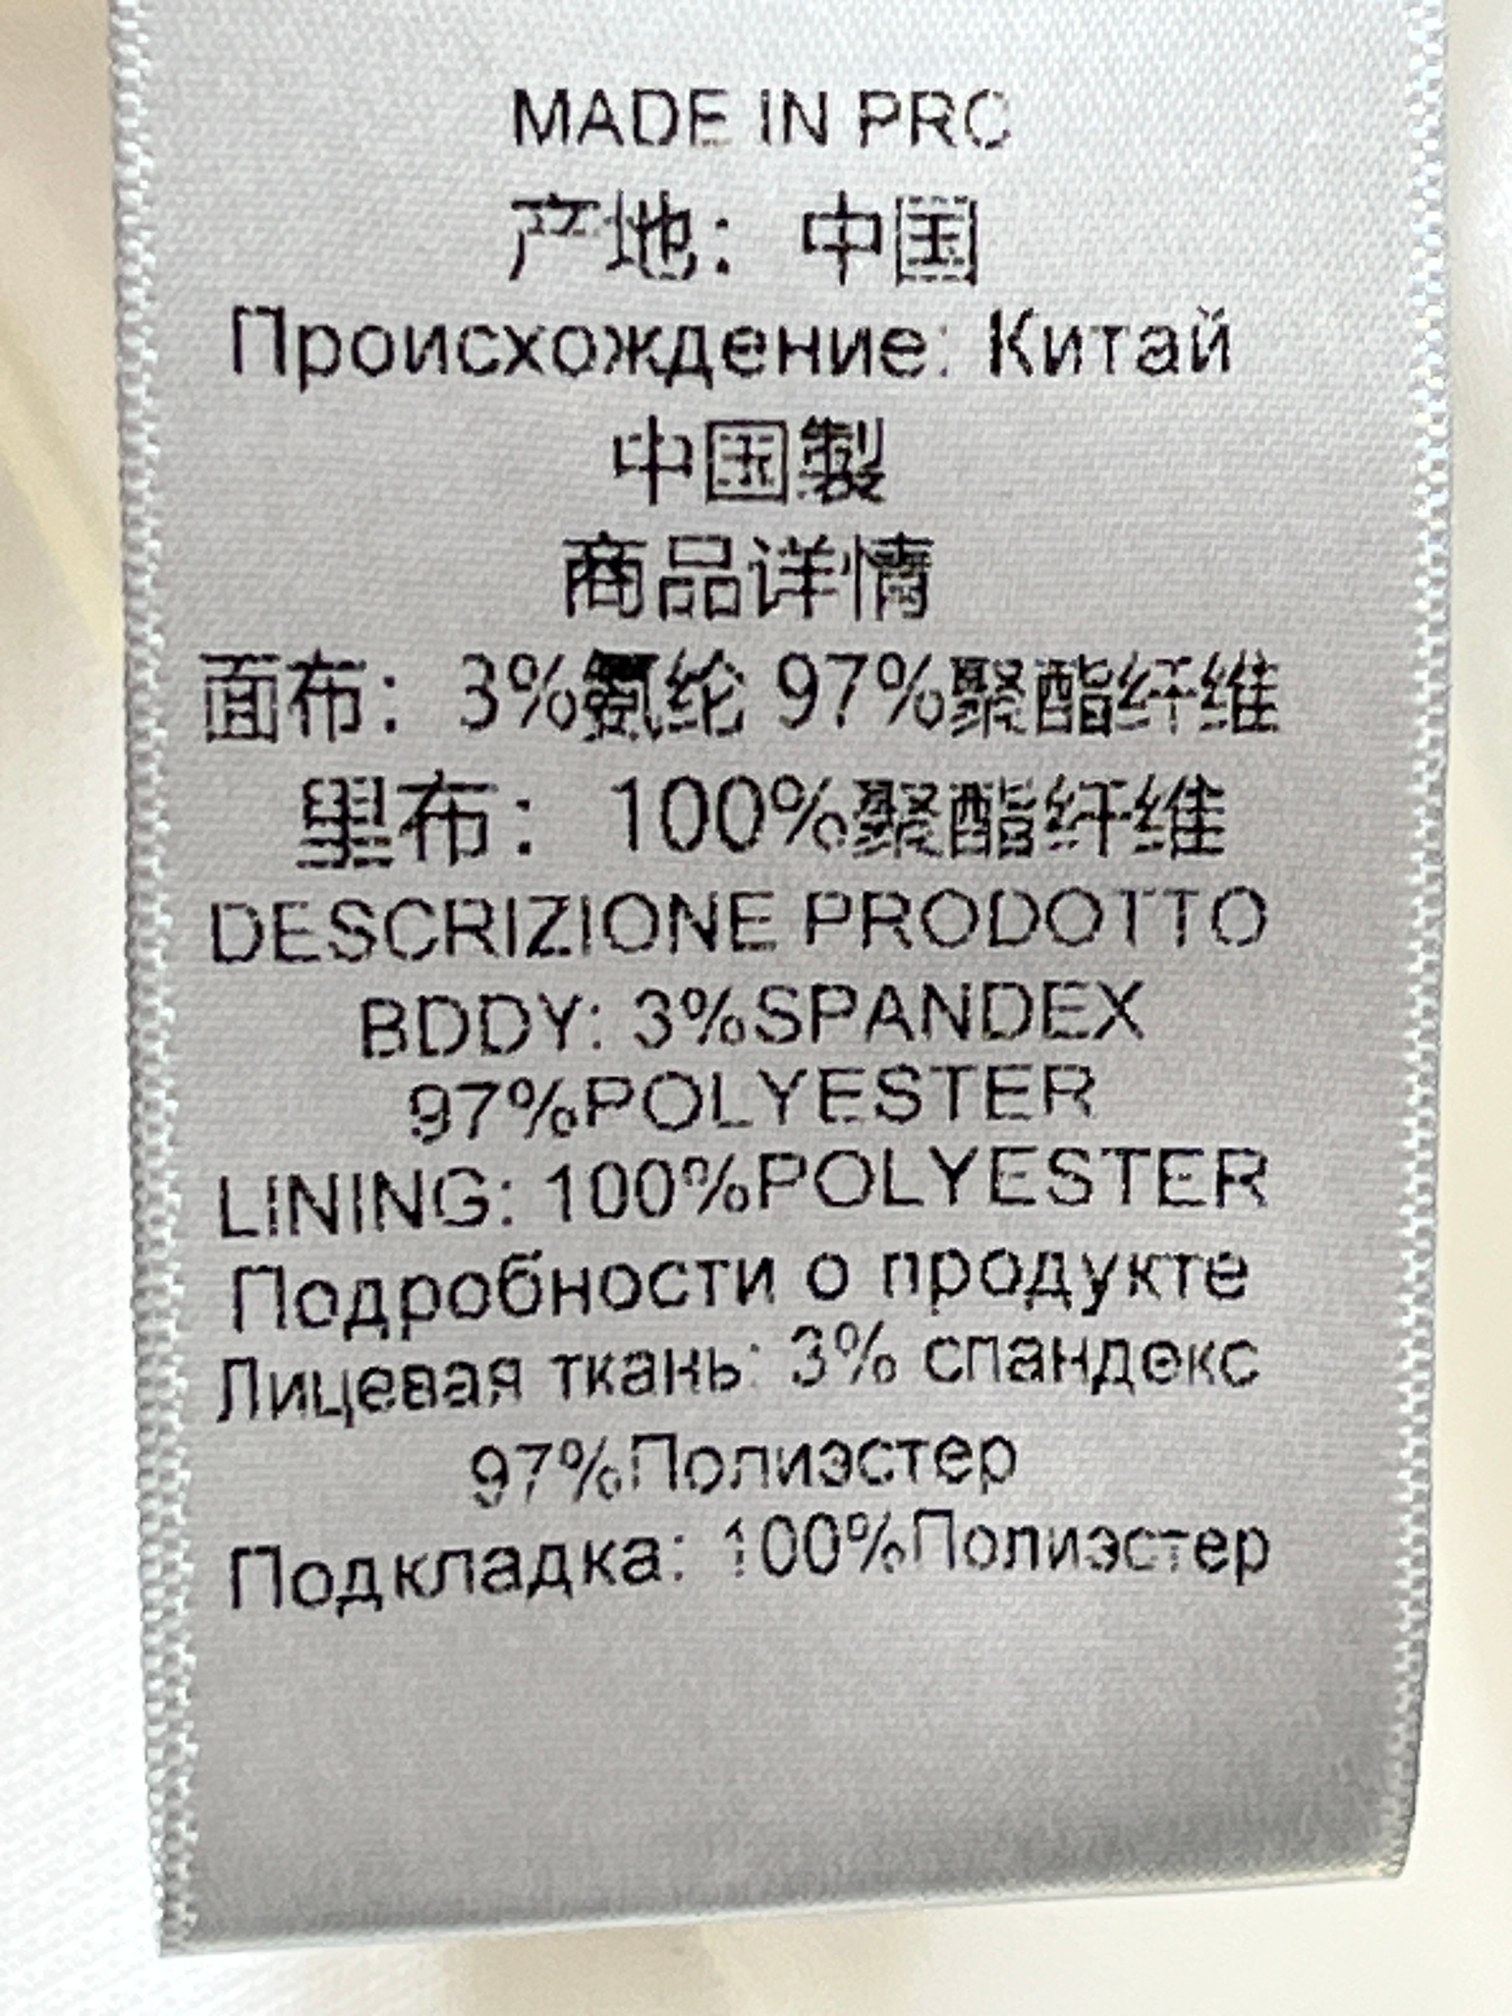 MADE IN PRC
产地：中国
Происхождение: Китай
中国製
商品详情
面布：3%氨纶 97%聚酯纤维
里布：100%聚酯纤维
DESCRIZIONE PRODOTTO
BDDY: 3%SPANDEX
97%POLYESTER
LINING: 100%POLYESTER
Подробности о продукте
Лицевая ткань: 3% спандекс
97%Полиэстер
Подкладка: 100%Полиэстер